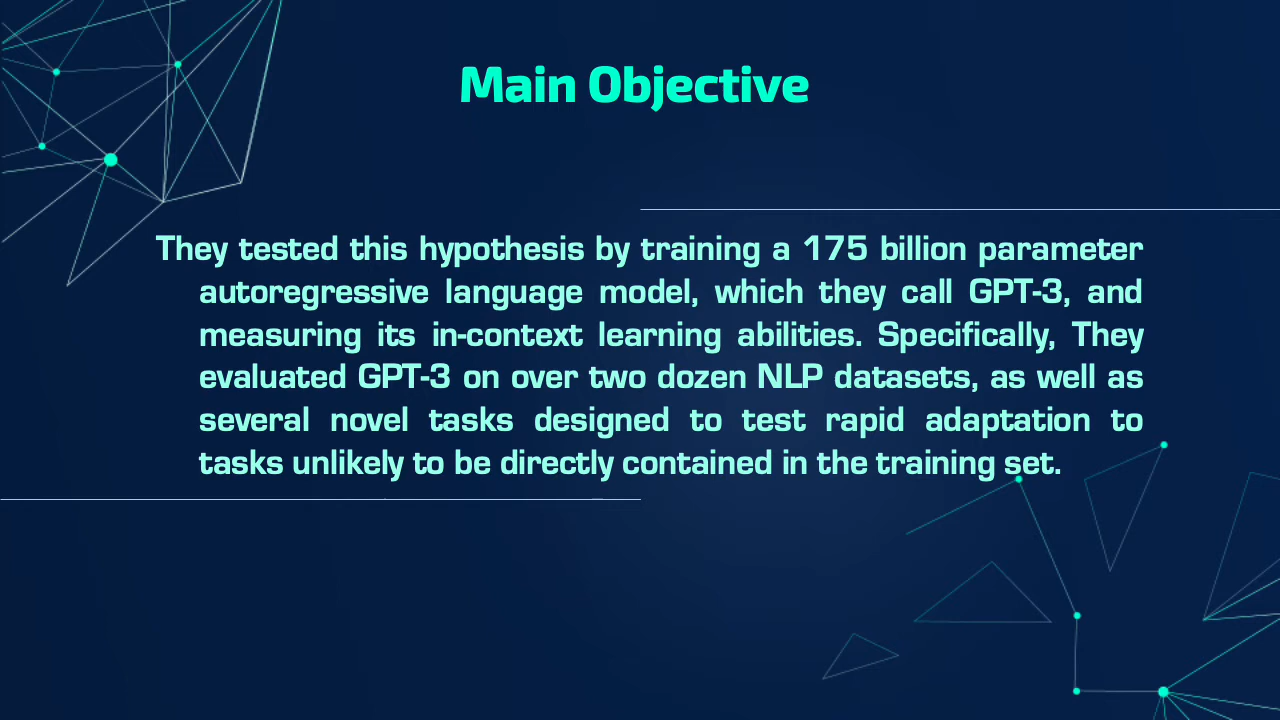 Main Objective
They tested this hypothesis by training a 175 billion parameter
autoregressive language model, which they call GPT-3, and
measuring its in-context learning abilities. Specifically, They
evaluated GPT-3 on over two dozen NLP datasets, as well as
several novel tasks designed to test rapid adaptation to
tasks unlikely to be directly contained in the training set.